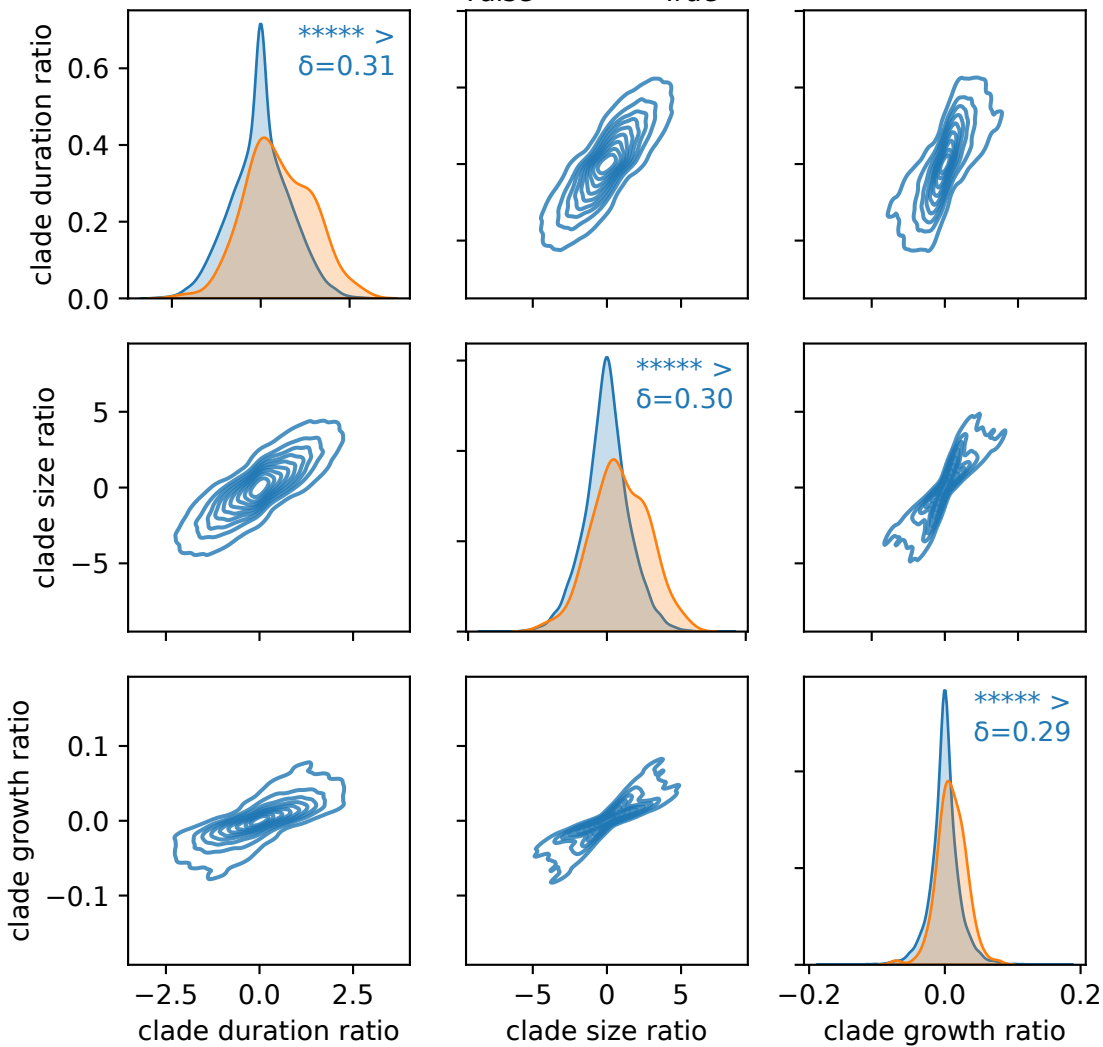 clade duration ratio
0.6
0.4
0.2
0.0
***** >
δ=0.31
clade size ratio
5
0
−5
***** >
δ=0.30
clade growth ratio
0.1
0.0
−0.1
***** >
δ=0.29
−2.5 0.0 2.5
−5 0 5
−0.2 0.0 0.2
clade duration ratio
clade size ratio
clade growth ratio